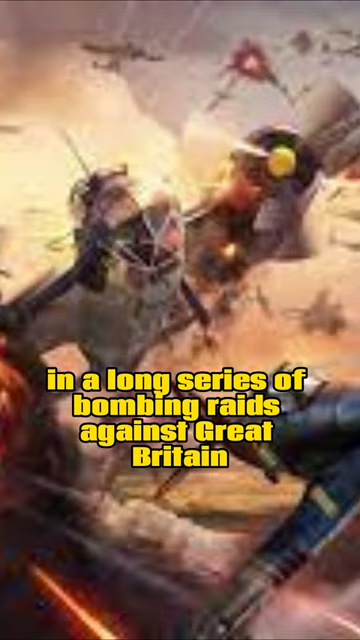 in a long series of
bombing raids
against Great
Britain